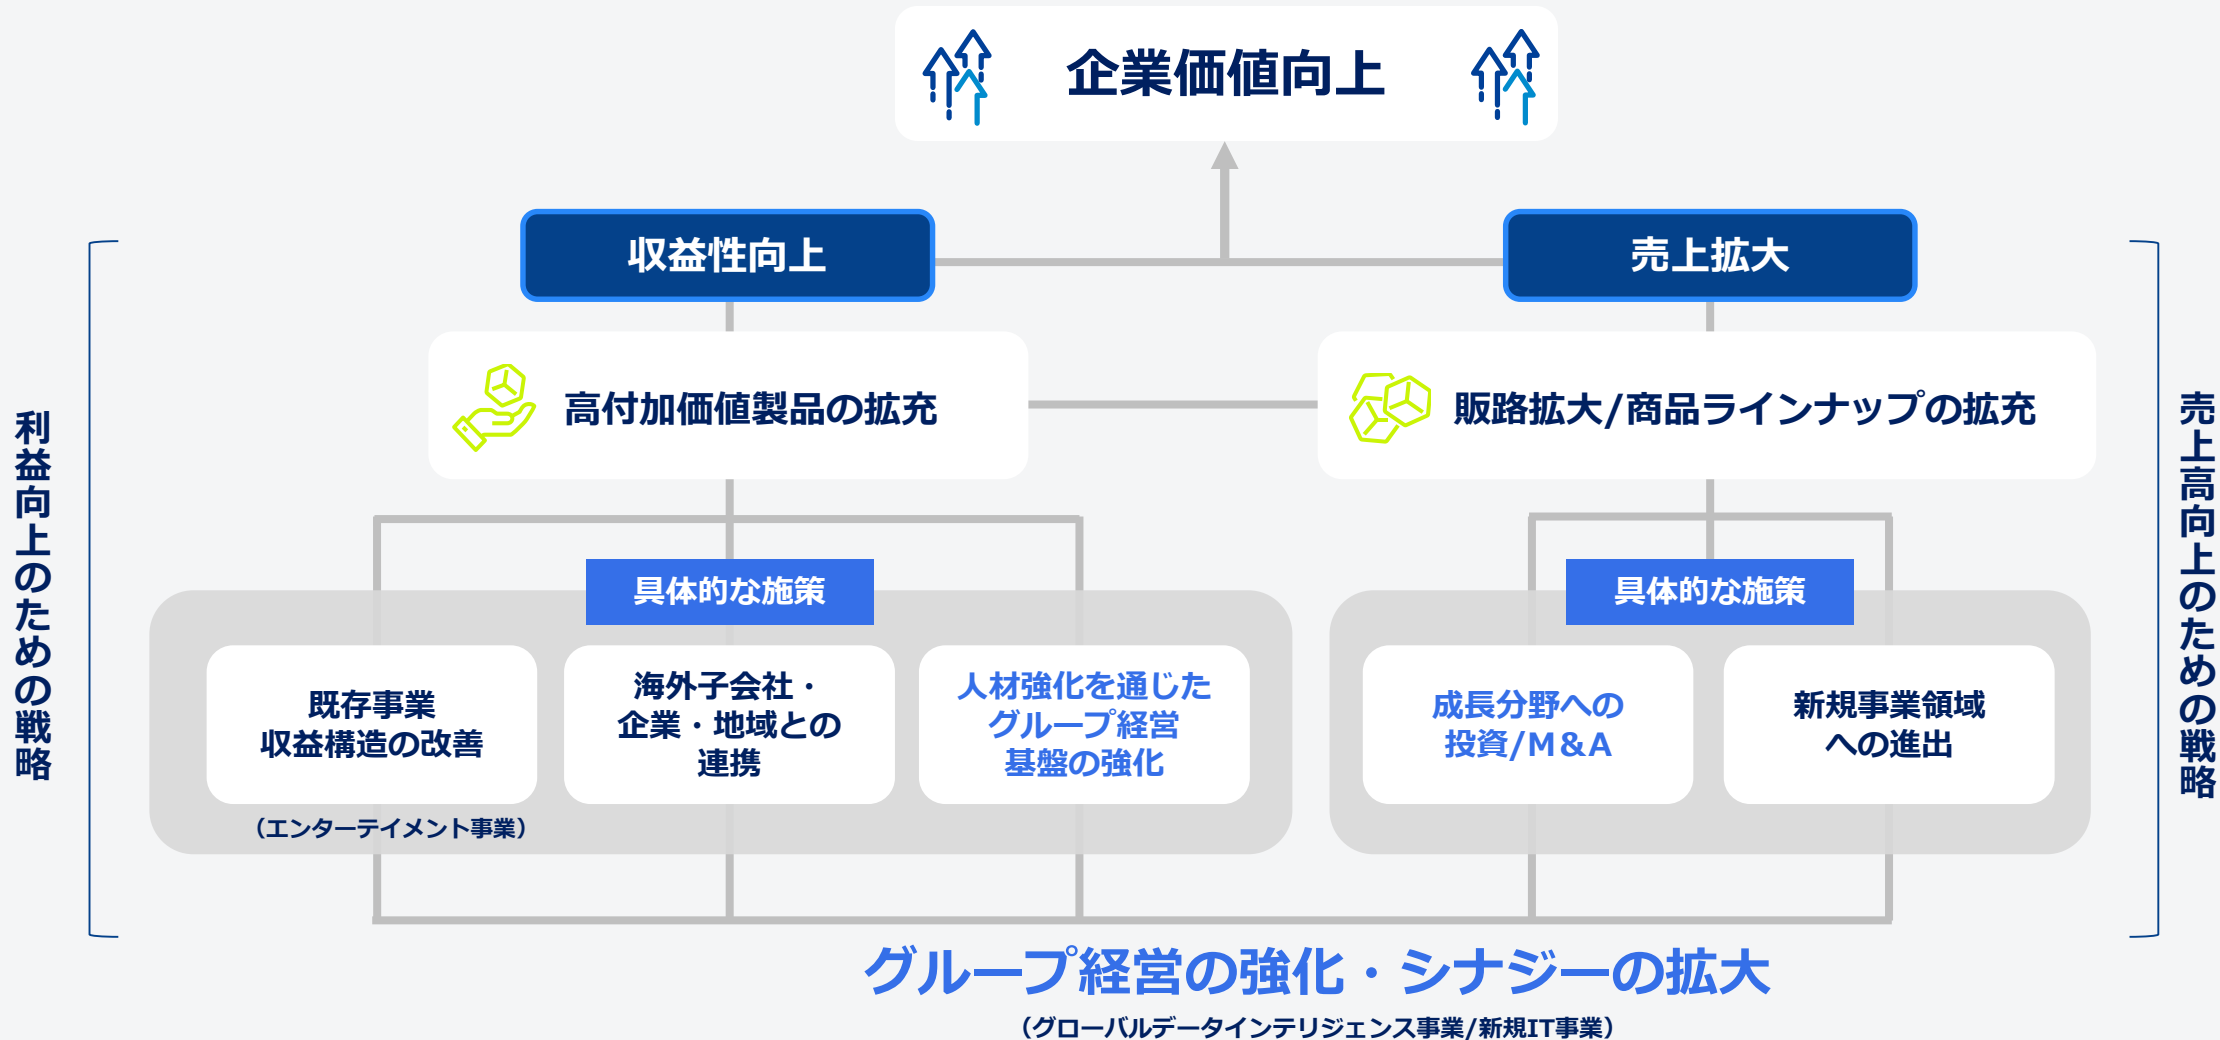 企業価値向上
収益性向上
売上拡大
高付加価値製品の拡充
販路拡大/商品ラインナップの拡充
利益向上のための戦略
売上高向上のための戦略
具体的な施策
具体的な施策
既存事業
収益構造の改善
（エンターテイメント事業）
海外子会社・
企業・地域との
連携
人材強化を通じた
グループ経営
基盤の強化
成長分野への
投資/M＆A
新規事業領域
への進出
グループ経営の強化・シナジーの拡大
（グローバルデータインテリジェンス事業/新規IT事業）